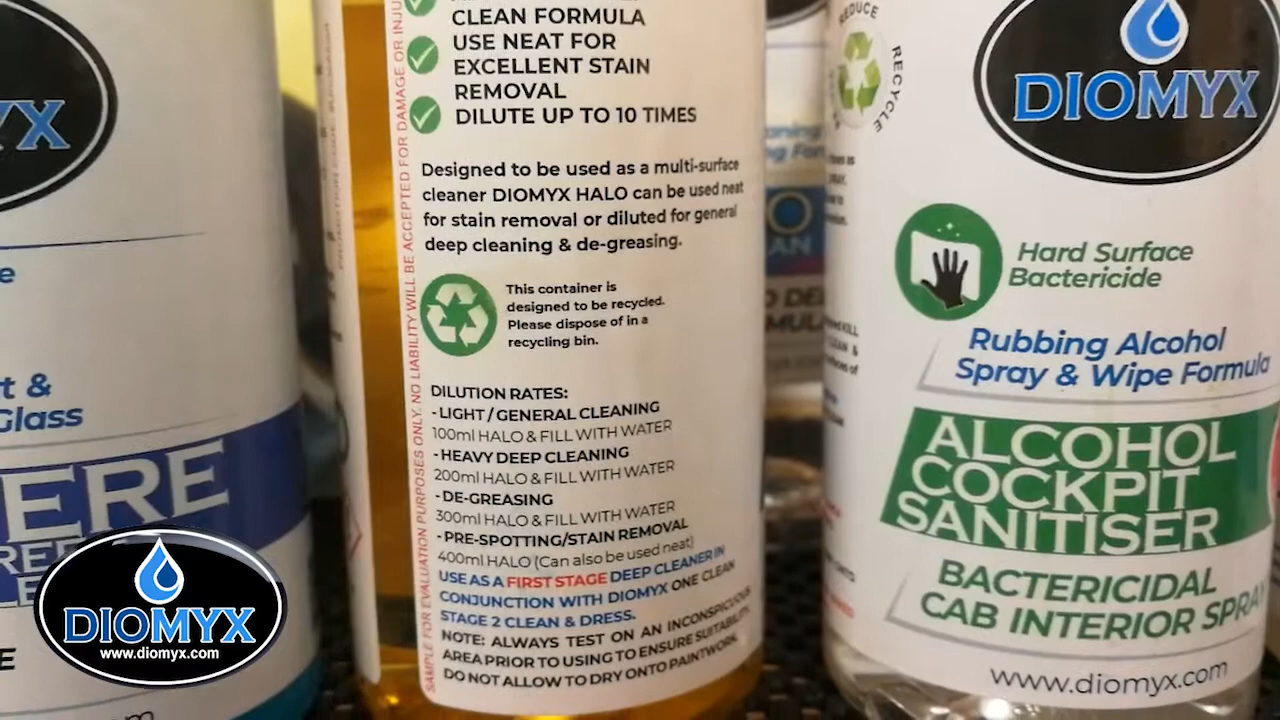 CLEAN FORMULA
USE NEAT FOR
EXCELLENT STAIN
REMOVAL
DILUTE UP TO 10 TIMES
Designed to be used as a multi-surface
cleaner DIOMYX HALO can be used neat
for stain removal or diluted for general
deep cleaning & de-greasing.
This container is
designed to be recycled.
Please dispose of in a
recycling bin.
DILUTION RATES:
- LIGHT / GENERAL CLEANING
100ml HALO & FILL WITH WATER
- HEAVY DEEP CLEANING
200ml HALO & FILL WITH WATER
- DE-GREASING
300ml HALO & FILL WITH WATER
- PRE-SPOTTING/STAIN REMOVAL
400ml HALO (Can also be used neat)
USE AS A FIRST STAGE DEEP CLEANER IN
CONJUNCTION WITH DIOMYX ONE CLEAN
STAGE 2 CLEAN & DRESS.
NOTE: ALWAYS TEST ON AN INCONSPICUOUS
AREA PRIOR TO USING TO ENSURE SUITABILITY.
DO NOT ALLOW TO DRY ONTO PAINTWORK.
SAMPLE FOR EVALUATION PURPOSES ONLY. NO LIABILITY WILL BE ACCEPTED FOR DAMAGE OR INJU
REDUCE
RECYCLE
DIOMYX
Hard Surface
Bactericide
Rubbing Alcohol
Spray & Wipe Formula
ALCOHOL
COCKPIT
SANITISER
BACTERICIDAL
CAB INTERIOR SPRA
www.diomyx.com
YX
t &
Glass
ERE
DIOMYX
www.diomyx.com